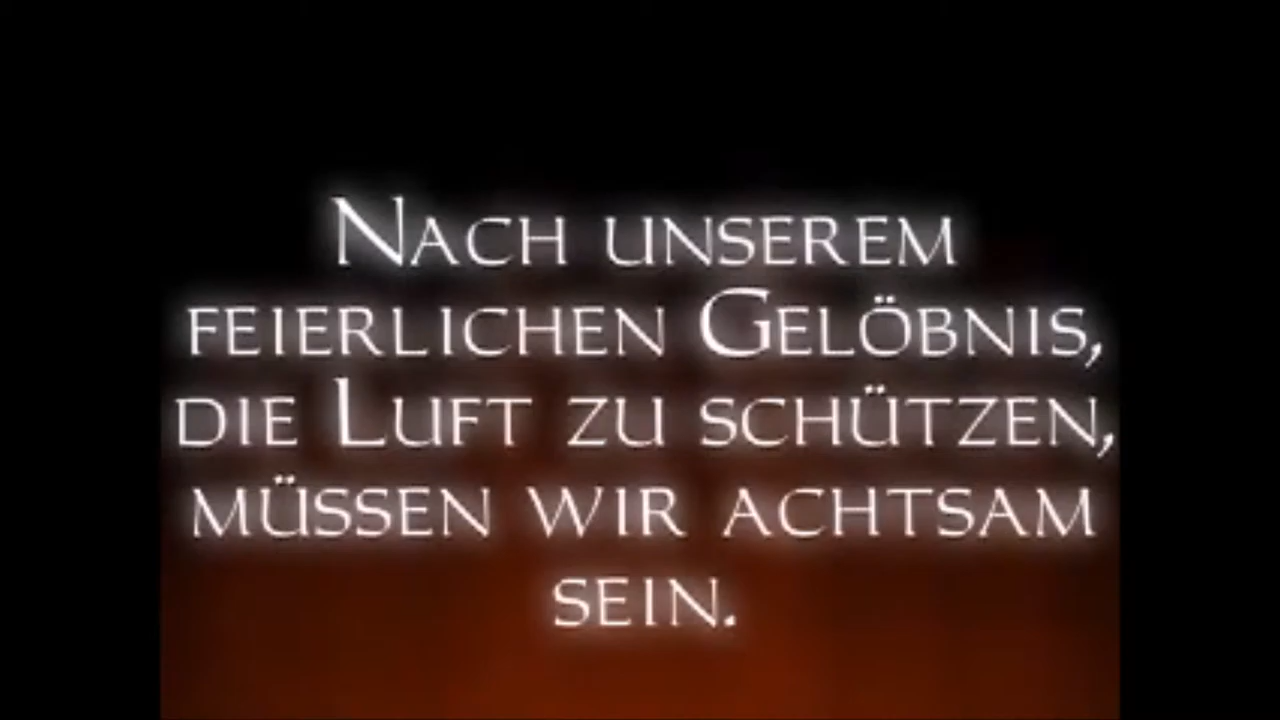 Nach unserem
feierlichen Gelöbnis,
die Luft zu schützen,
müssen wir achtsam
sein.